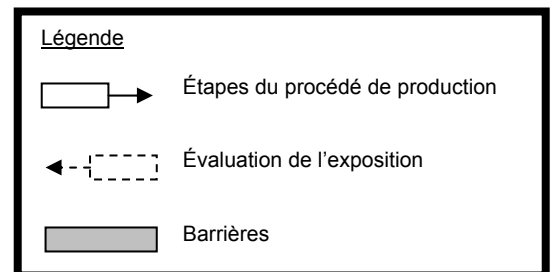 Légende
Étapes du procédé de production
Évaluation de l’exposition
Barrières